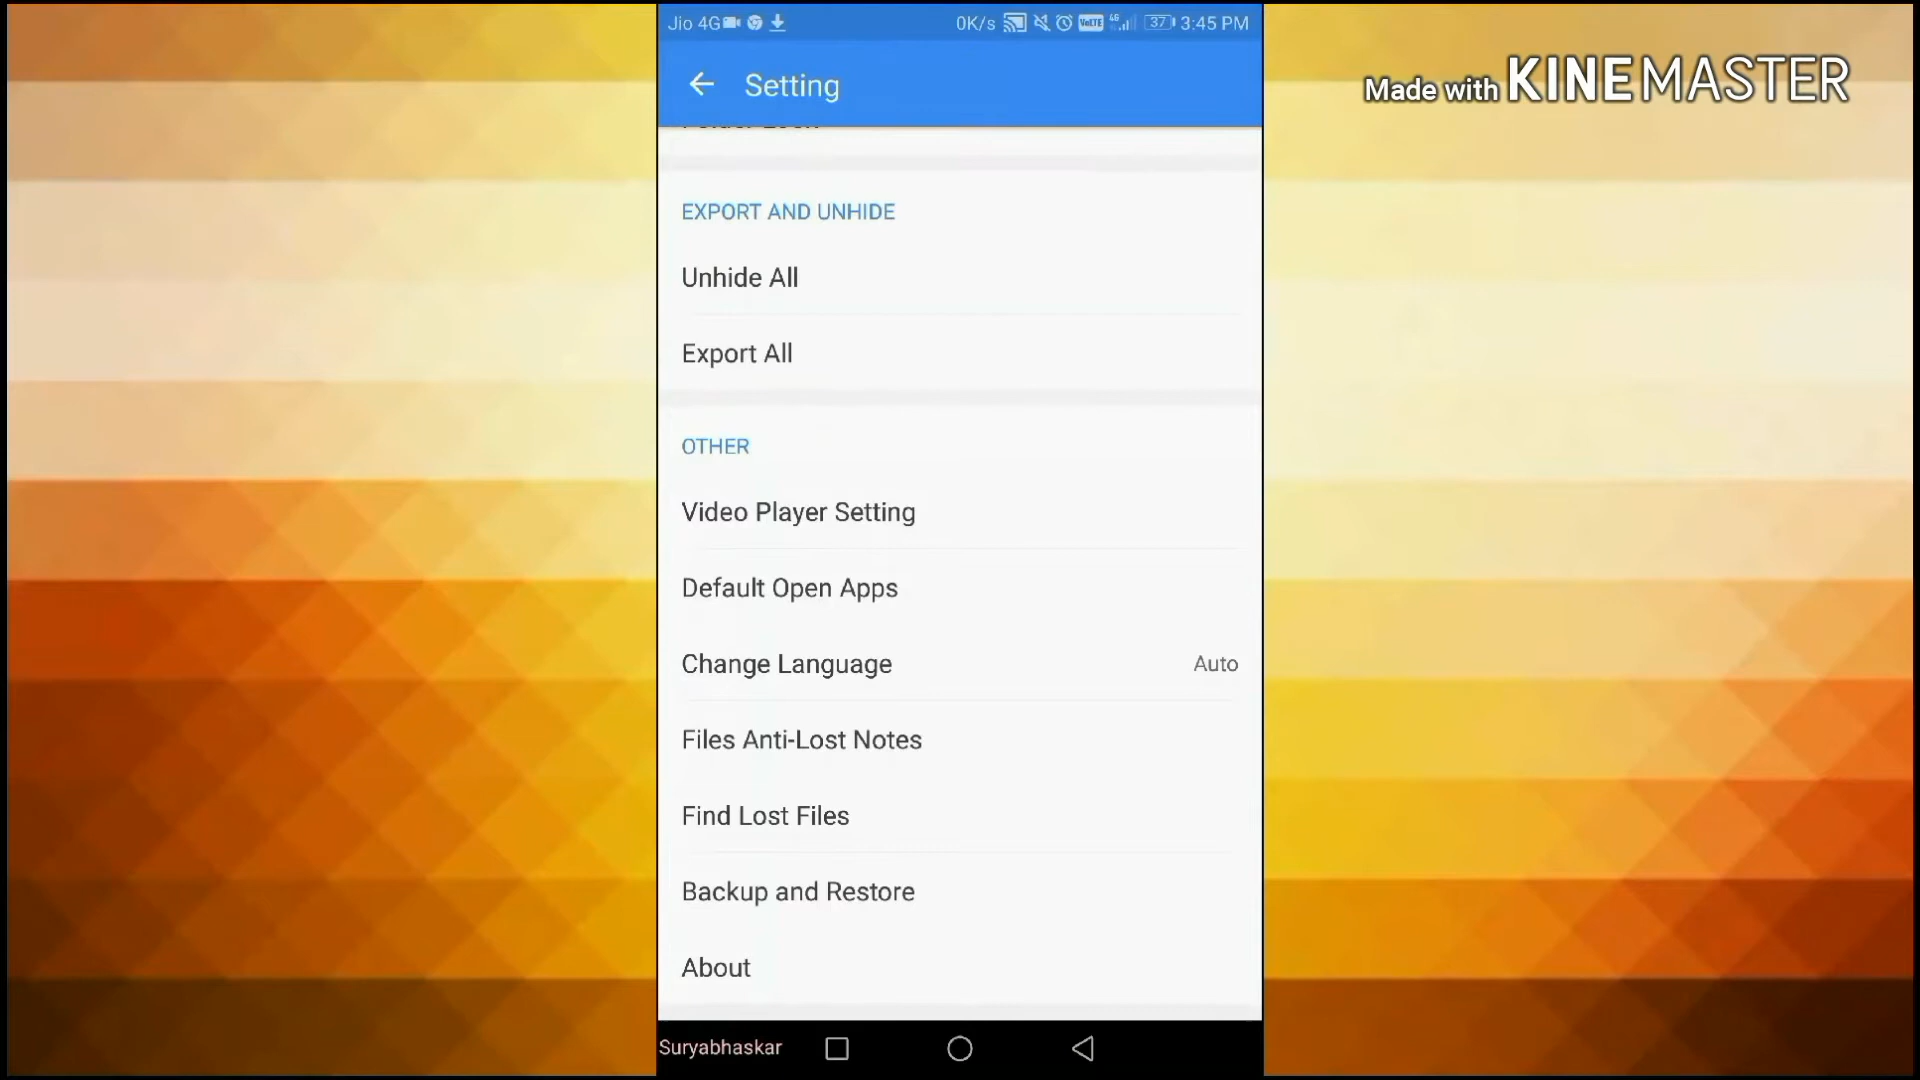 Jio 4G 0K/s VoLTE 4G 37 3:45 PM
Setting
Made with KINEMASTER
EXPORT AND UNHIDE
Unhide All
Export All
OTHER
Video Player Setting
Default Open Apps
Change Language Auto
Files Anti-Lost Notes
Find Lost Files
Backup and Restore
About
Suryabhaskar